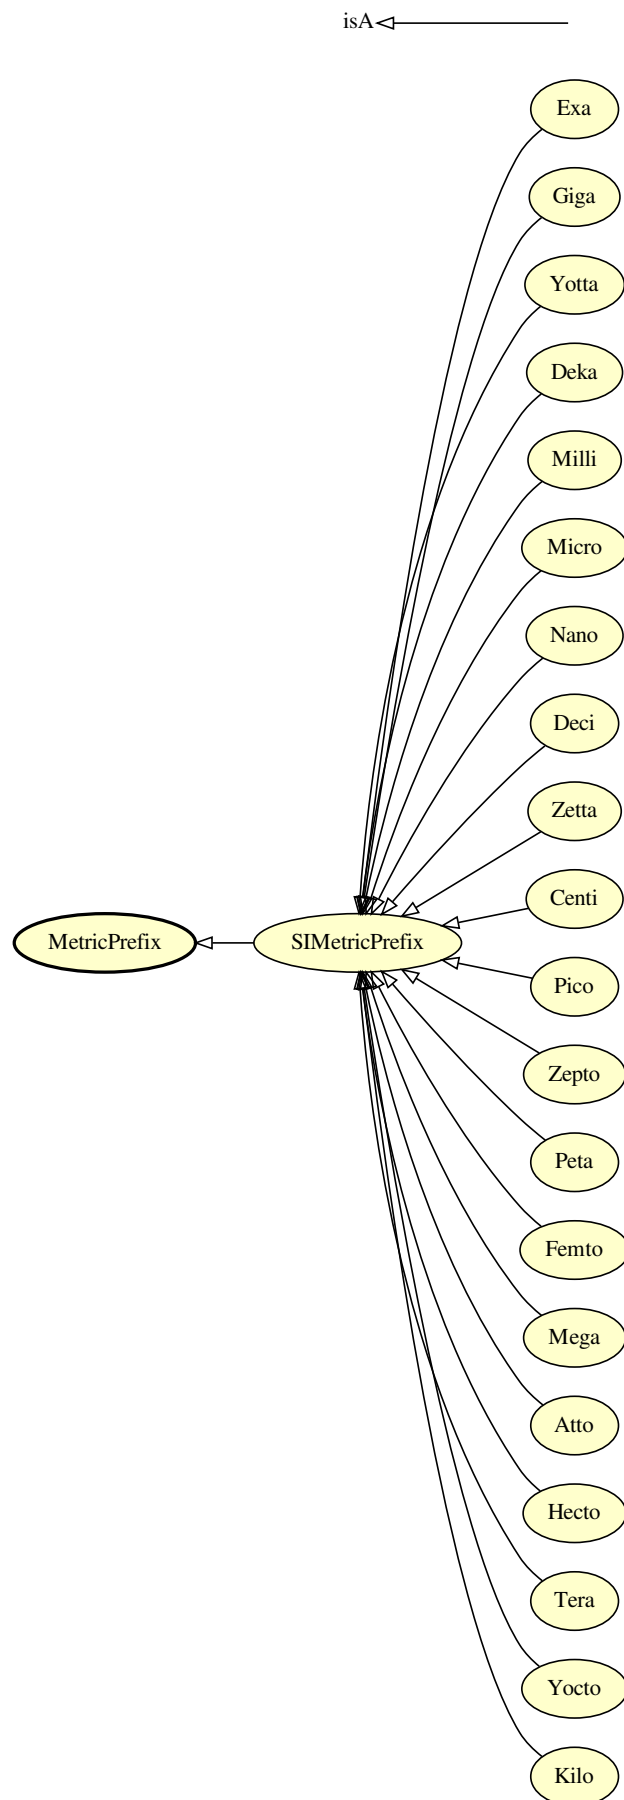 isA
Exa
Giga
Yotta
Deka
Milli
Micro
Nano
Deci
Zetta
Centi
MetricPrefix
SIMetricPrefix
Pico
Zepto
Peta
Femto
Mega
Atto
Hecto
Tera
Yocto
Kilo